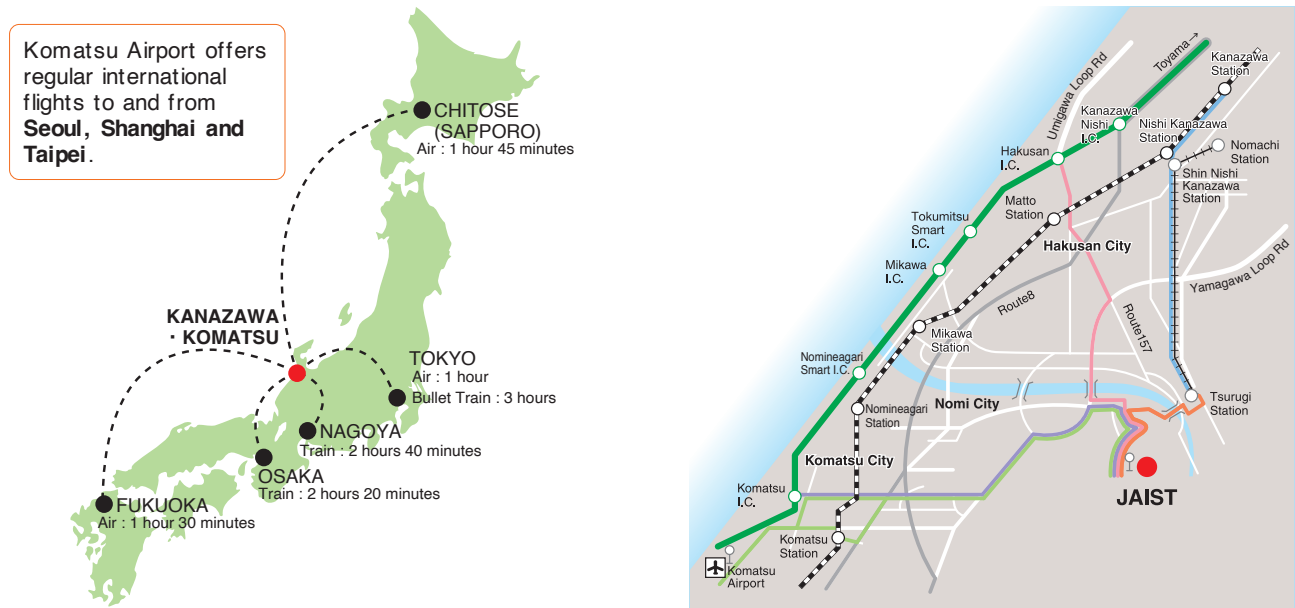 Komatsu Airport offers
regular international
flights to and from
Seoul, Shanghai and
Taipei.
CHITOSE
(SAPPORO)
Air : 1 hour 45 minutes
KANAZAWA
· KOMATSU
TOKYO
Air : 1 hour
Bullet Train : 3 hours
NAGOYA
Train : 2 hours 40 minutes
OSAKA
Train : 2 hours 20 minutes
FUKUOKA
Air : 1 hour 30 minutes
Toyama →
Kanazawa
Station
Umigawa Loop Rd
Kanazawa
Nishi
I.C.
Nishi Kanazawa
Station
Nomachi
Station
Hakusan
I.C.
Shin Nishi
Kanazawa
Station
Matto
Station
Tokumitsu
Smart
I.C.
Hakusan City
Mikawa
I.C.
Yamagawa Loop Rd
Route8
Route157
Mikawa
Station
Nomineagari
Smart I.C.
Nomineagari
Station
Nomi City
Tsurugi
Station
Komatsu City
JAIST
Komatsu
I.C.
Komatsu
Station
Komatsu
Airport